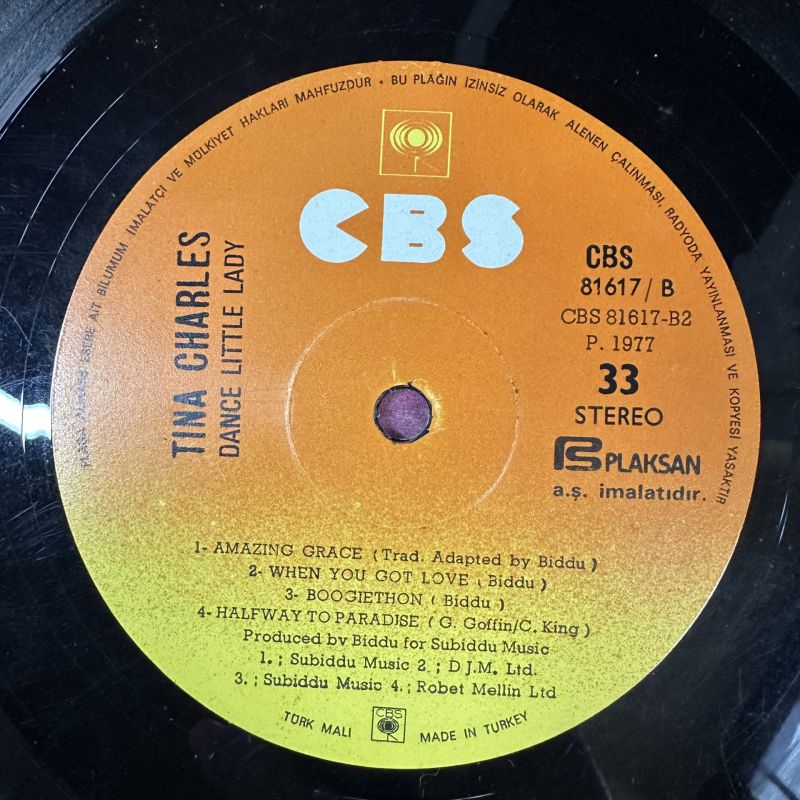 PLAĞA ALINMIŞ ESERE AİT BİLUMUM İMALATÇI VE MÜLKİYET HAKLARI MAHFUZDUR • BU PLAĞIN İZİNSİZ OLARAK ALENEN ÇALINMASI, RADYODA YAYINLANMASI VE KOPYESİ YASAKTIR
CBS
TINA CHARLES
DANCE LITTLE LADY
CBS
81617/B
CBS 81617-B2
P. 1977
33
STEREO
PLAKSAN
a.ş. imalatıdır.
1- AMAZING GRACE (Trad. Adapted by Biddu)
2- WHEN YOU GOT LOVE (Biddu)
3- BOOGIETHON (Biddu)
4- HALFWAY TO PARADISE (G. Goffin/C. King)
Produced by Biddu for Subiddu Music
1. ; Subiddu Music 2. ; D J.M. Ltd.
3. ; Subiddu Music 4. ; Robet Mellin Ltd
TÜRK MALI CBS MADE IN TURKEY